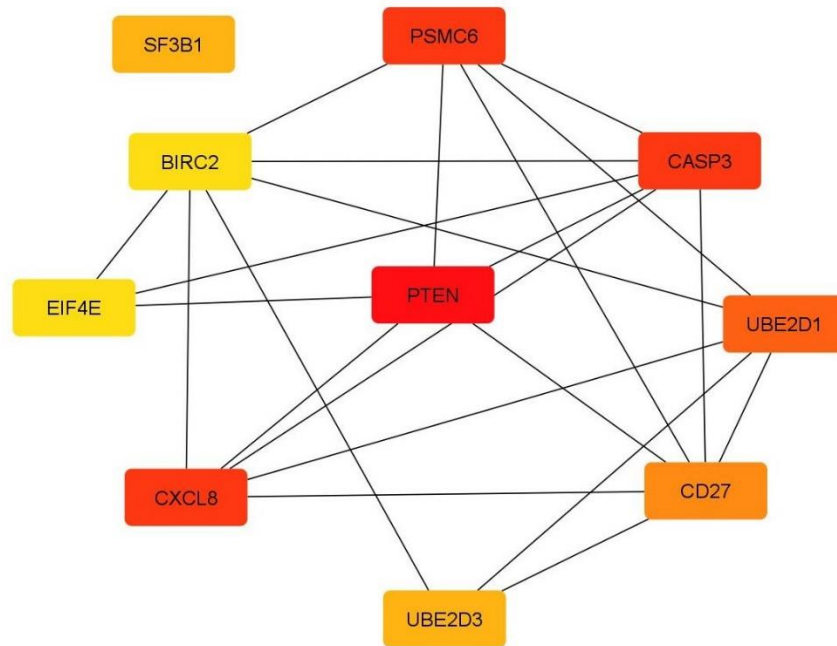 SF3B1
PSMC6
BIRC2
CASP3
EIF4E
PTEN
UBE2D1
CXCL8
CD27
UBE2D3